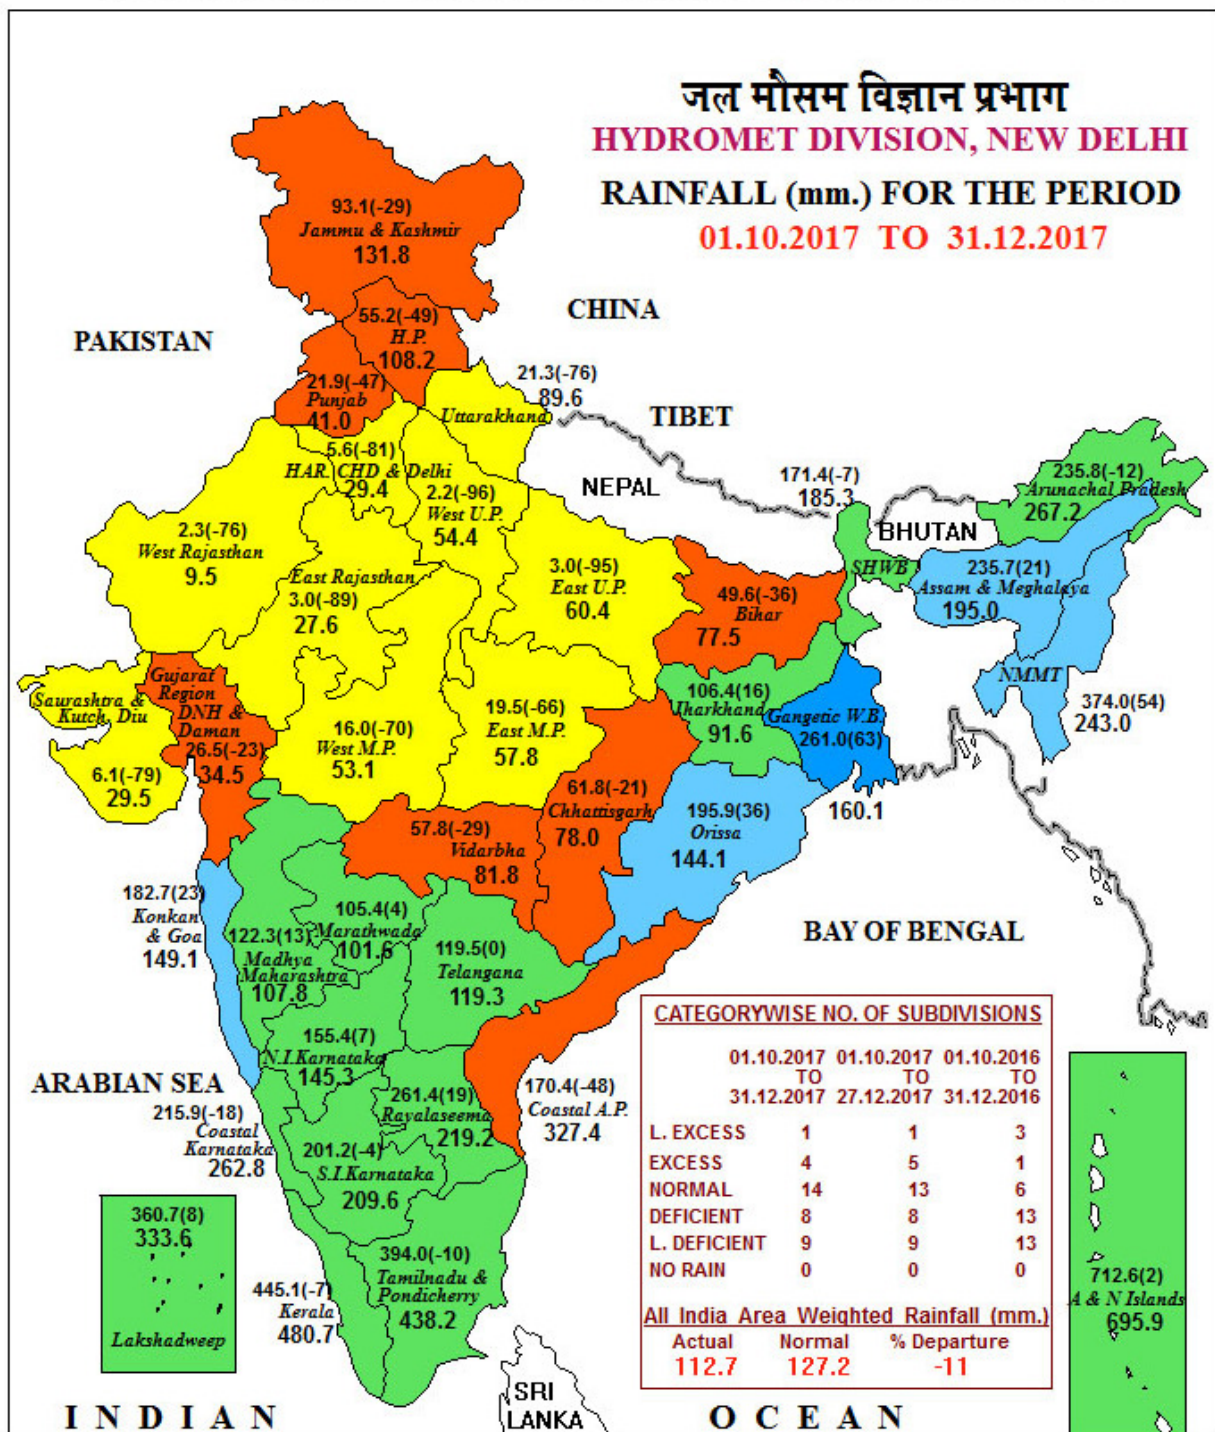 जल मौसम विज्ञान प्रभाग
HYDROMET DIVISION, NEW DELHI
RAINFALL (mm.) FOR THE PERIOD
01.10.2017 TO 31.12.2017
93.1(-29)
Jammu & Kashmir
131.8
CHINA
PAKISTAN
55.2(-49)
H.P.
108.2
21.9(-47)
Punjab
41.0
21.3(-76)
89.6
Uttarakhand
TIBET
5.6(-81)
HAR. CHD & Delhi
29.4
NEPAL
171.4(-7)
185.3
235.8(-12)
Arunachal Pradesh
267.2
2.2(-96)
West U.P.
54.4
BHUTAN
2.3(-76)
West Rajasthan
9.5
East Rajasthan
3.0(-89)
27.6
3.0(-95)
East U.P.
60.4
SHWB
235.7(21)
Assam & Meghalaya
195.0
49.6(-36)
Bihar
77.5
Gujarat
Region
DNH &
Daman
26.5(-23)
34.5
Saurashtra &
Kutch, Diu
6.1(-79)
29.5
NMMT
374.0(54)
243.0
106.4(16)
Jharkhand
91.6
Gangetic W.B.
261.0(63)
160.1
16.0(-70)
West M.P.
53.1
19.5(-66)
East M.P.
57.8
61.8(-21)
Chhattisgarh
78.0
195.9(36)
Orissa
144.1
57.8(-29)
Vidarbha
81.8
182.7(23)
Konkan
& Goa
149.1
105.4(4)
Marathwada
101.6
122.3(13)
Madhya
Maharashtra
107.8
119.5(0)
Telangana
119.3
BAY OF BENGAL
155.4(7)
N.I.Karnataka
145.3
ARABIAN SEA
261.4(19)
Rayalaseema
219.2
170.4(-48)
Coastal A.P.
327.4
215.9(-18)
Coastal
Karnataka
262.8
201.2(-4)
S.I.Karnataka
209.6
360.7(8)
333.6
Lakshadweep
445.1(-7)
Kerala
480.7
394.0(-10)
Tamilnadu &
Pondicherry
438.2
CATEGORYWISE NO. OF SUBDIVISIONS
01.10.2017 01.10.2017 01.10.2016
TO TO TO
31.12.2017 27.12.2017 31.12.2016
L. EXCESS 1 1 3
EXCESS 4 5 1
NORMAL 14 13 6
DEFICIENT 8 8 13
L. DEFICIENT 9 9 13
NO RAIN 0 0 0
All India Area Weighted Rainfall (mm.)
Actual Normal % Departure
112.7 127.2 -11
712.6(2)
A & N Islands
695.9
SRI
LANKA
INDIAN OCEAN